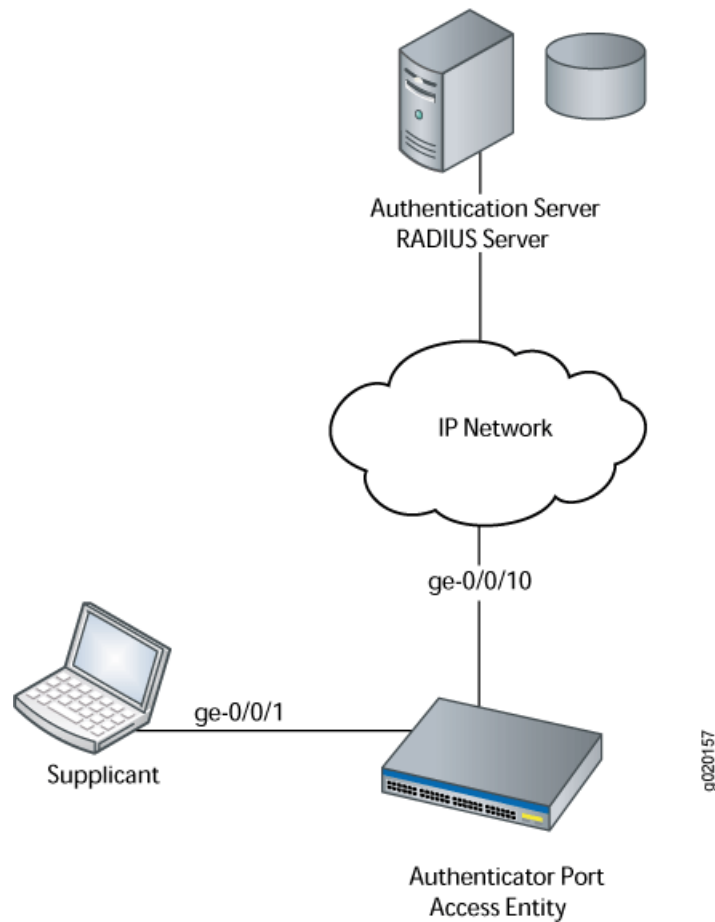 Authentication Server
RADIUS Server
IP Network
ge-0/0/10
ge-0/0/1
Supplicant
g020157
Authenticator Port
Access Entity